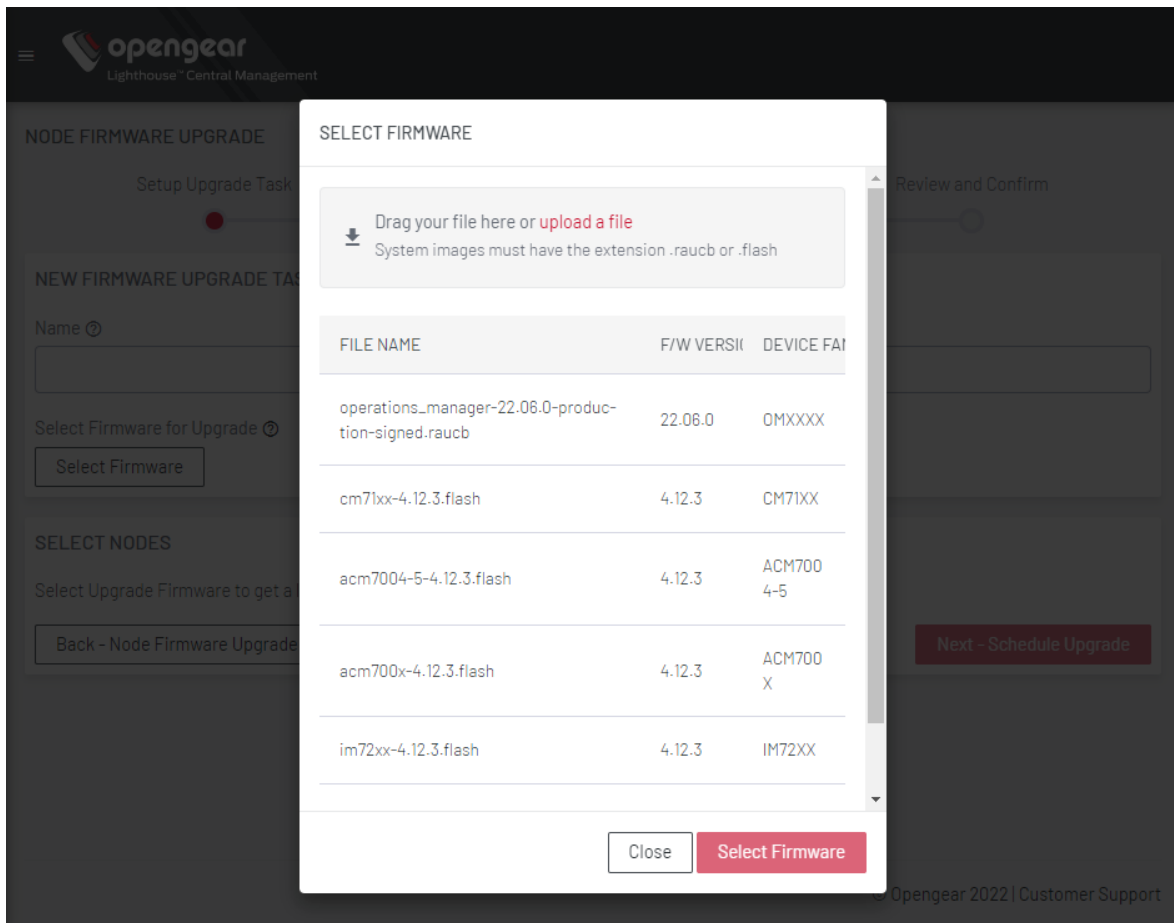 opengear
Lighthouse™ Central Management
NODE FIRMWARE UPGRADE
Setup Upgrade Task
Review and Confirm
NEW FIRMWARE UPGRADE TAS
Name
Select Firmware for Upgrade
Select Firmware
SELECT NODES
Select Upgrade Firmware to get a
Back - Node Firmware Upgrade
Next - Schedule Upgrade
SELECT FIRMWARE
Drag your file here or upload a file
System images must have the extension .raucb or .flash
FILE NAME F/W VERSI DEVICE FA
operations_manager-22.06.0-produc-
tion-signed.raucb
22.06.0 OMXXXX
cm71xx-4.12.3.flash 4.12.3 CM71XX
acm7004-5-4.12.3.flash 4.12.3 ACM700
4-5
acm700x-4.12.3.flash 4.12.3 ACM700
X
im72xx-4.12.3.flash 4.12.3 IM72XX
Close
Select Firmware
© Opengear 2022 | Customer Support